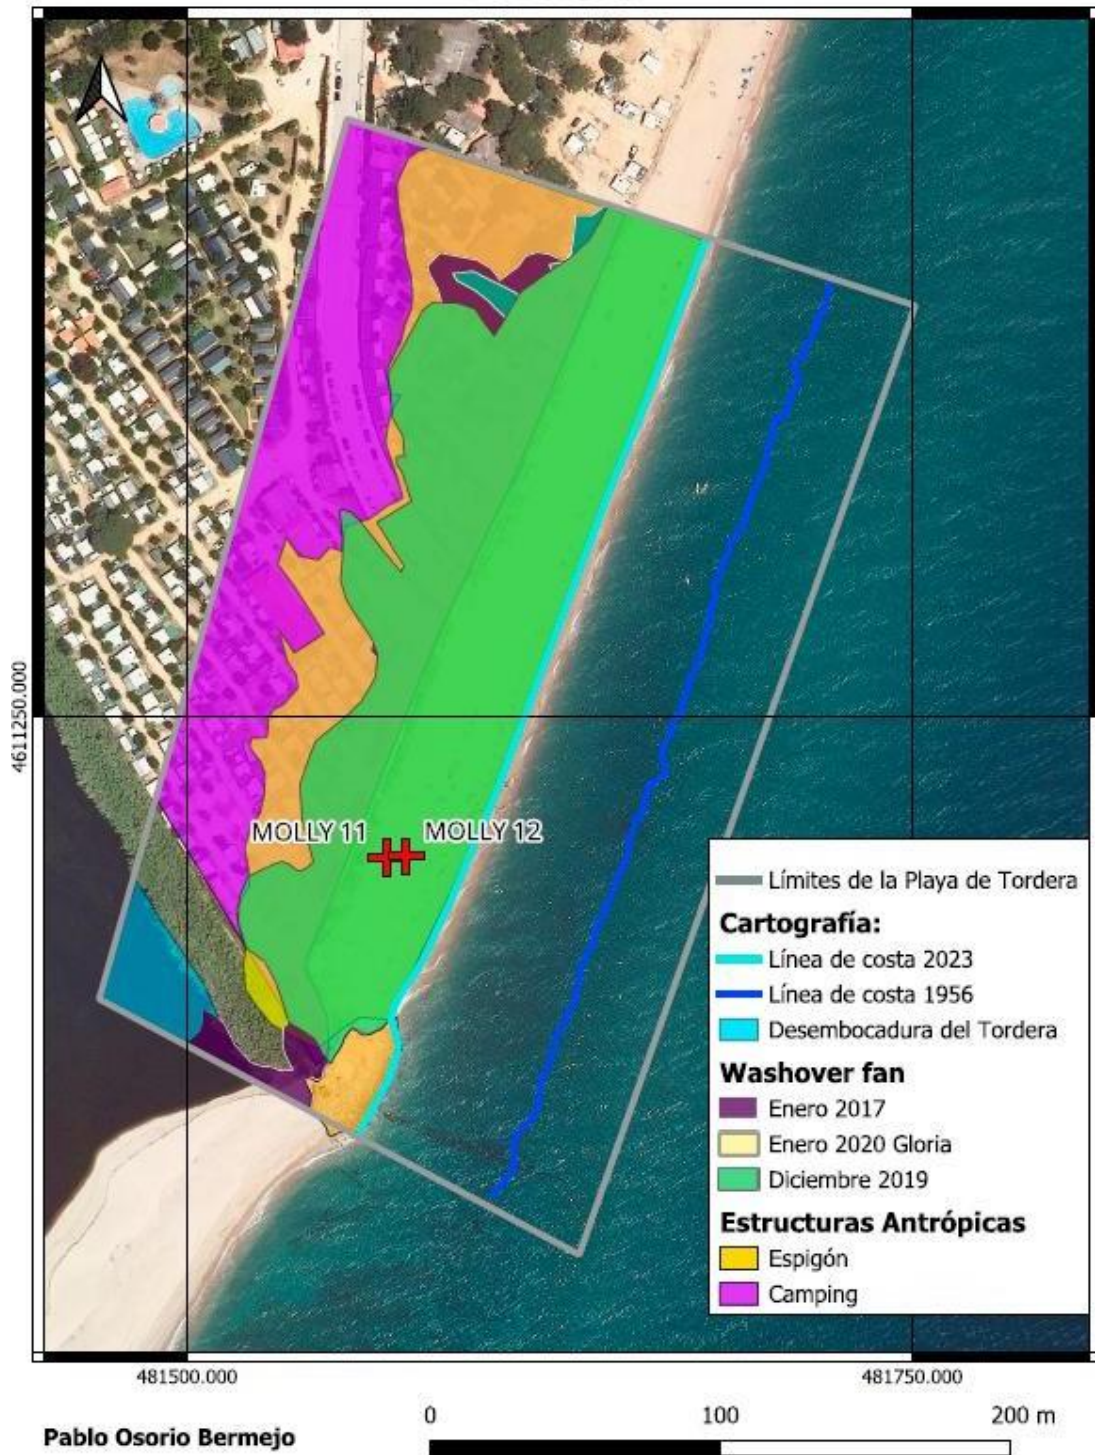 4611250.000
MOLLY 11
MOLLY 12
Límites de la Playa de Tordera
Cartografía:
Línea de costa 2023
Línea de costa 1956
Desembocadura del Tordera
Washover fan
Enero 2017
Enero 2020 Gloria
Diciembre 2019
Estructuras Antrópicas
Espigón
Camping
481500.000
481750.000
0
100
200 m
Pablo Osorio Bermejo